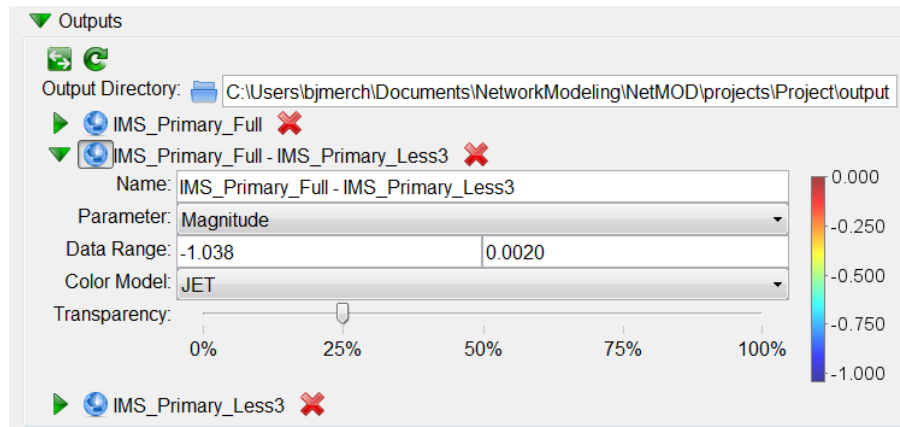 Outputs
Output Directory: C:\Users\bjmerch\Documents\NetworkModeling\NetMOD\projects\Project\output
IMS_Primary_Full
IMS_Primary_Full - IMS_Primary_Less3
Name: IMS_Primary_Full - IMS_Primary_Less3
Parameter: Magnitude
Data Range: -1.038 0.0020
Color Model: JET
Transparency:
0% 25% 50% 75% 100%
0.000
-0.250
-0.500
-0.750
-1.000
IMS_Primary_Less3